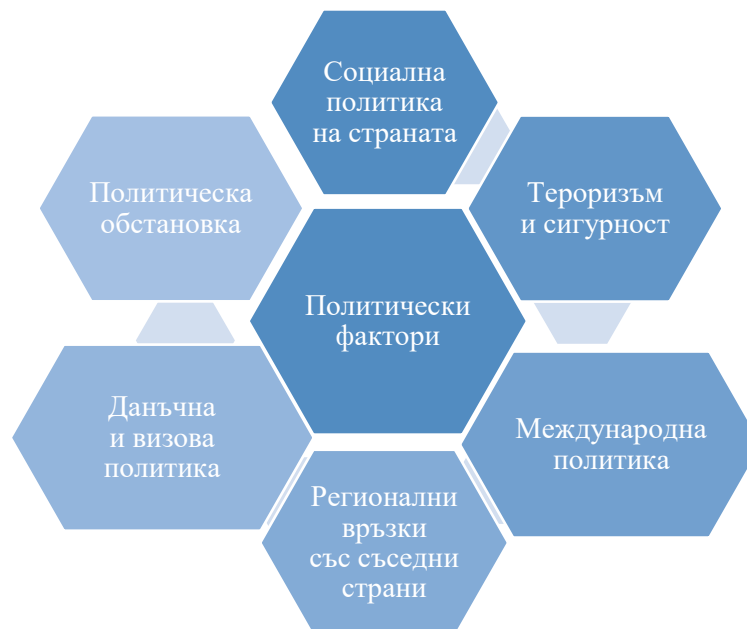 Социална
политика
на страната
Политическа
обстановка
Тероризъм
и сигурност
Политически
фактори
Данъчна
и визова
политика
Международна
политика
Регионални
връзки
със съседни
страни